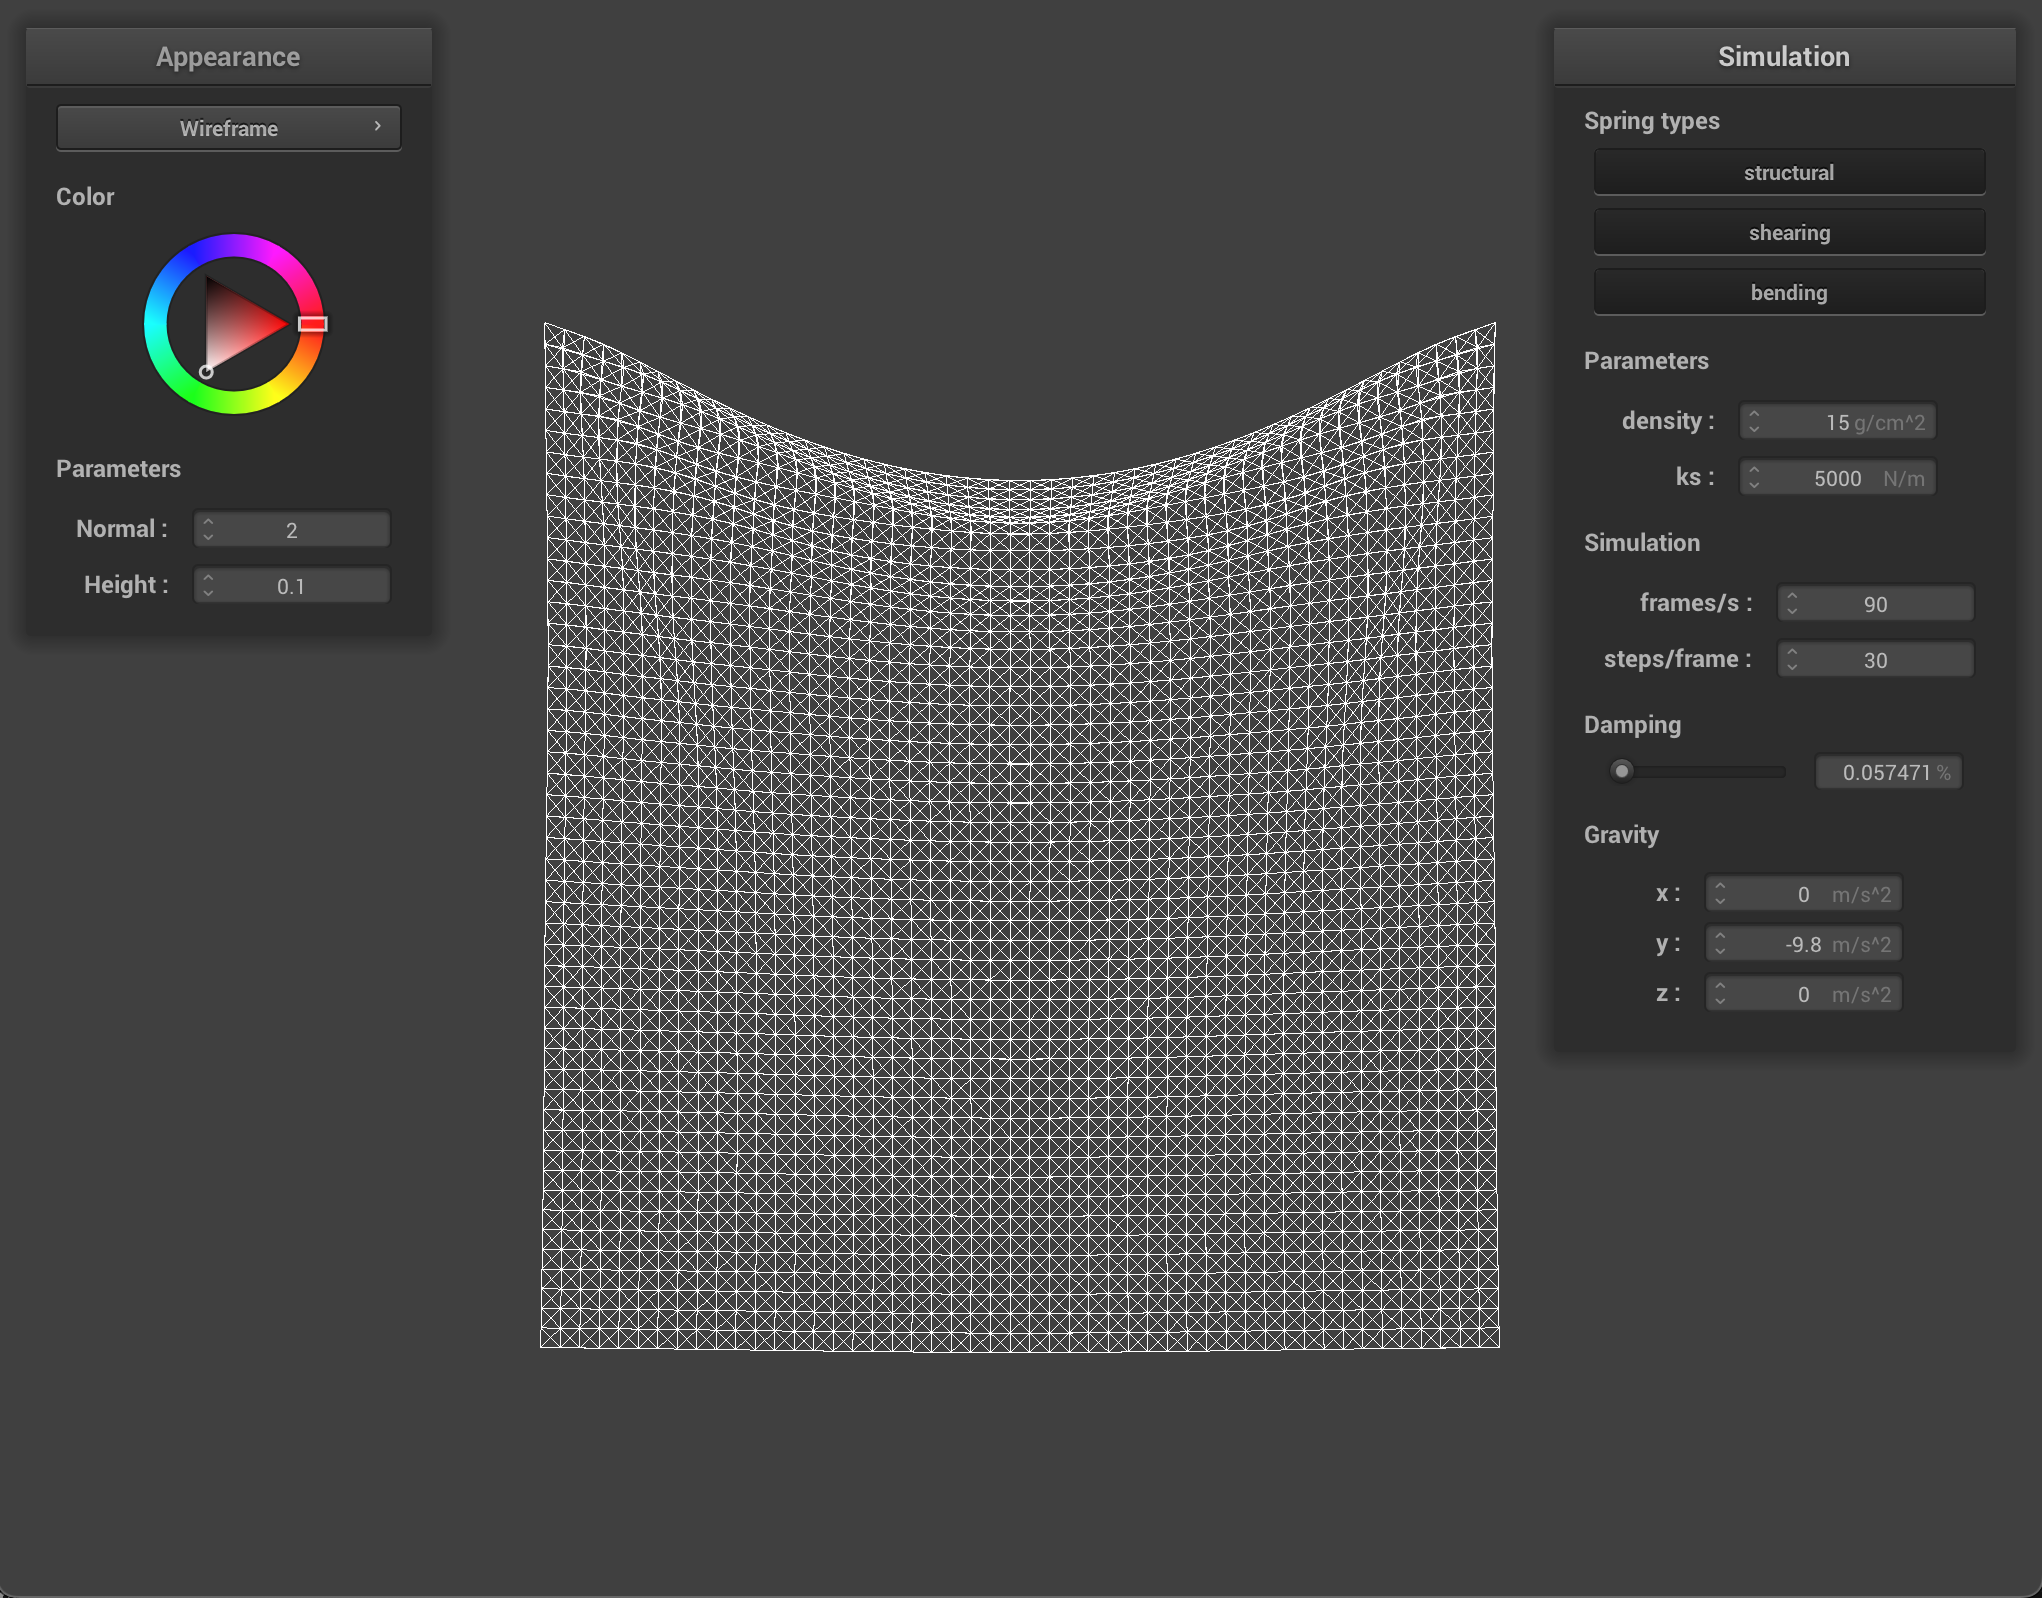 Appearance
Wireframe
Color
Parameters
Normal : 2
Height : 0.1
Simulation
Spring types
structural
shearing
bending
Parameters
density : 15 g/cm^2
ks : 5000 N/m
Simulation
frames/s : 90
steps/frame : 30
Damping
0.057471 %
Gravity
x : 0 m/s^2
y : -9.8 m/s^2
z : 0 m/s^2